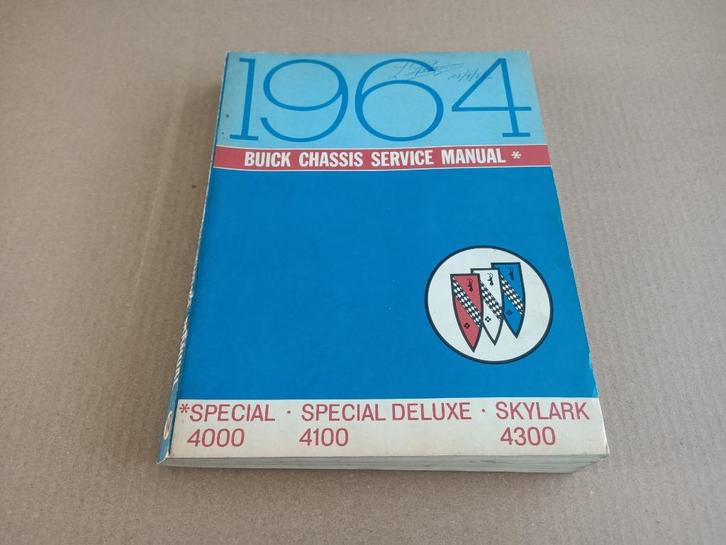 1964
BUICK CHASSIS SERVICE MANUAL *
*SPECIAL · SPECIAL DELUXE · SKYLARK
4000 4100 4300